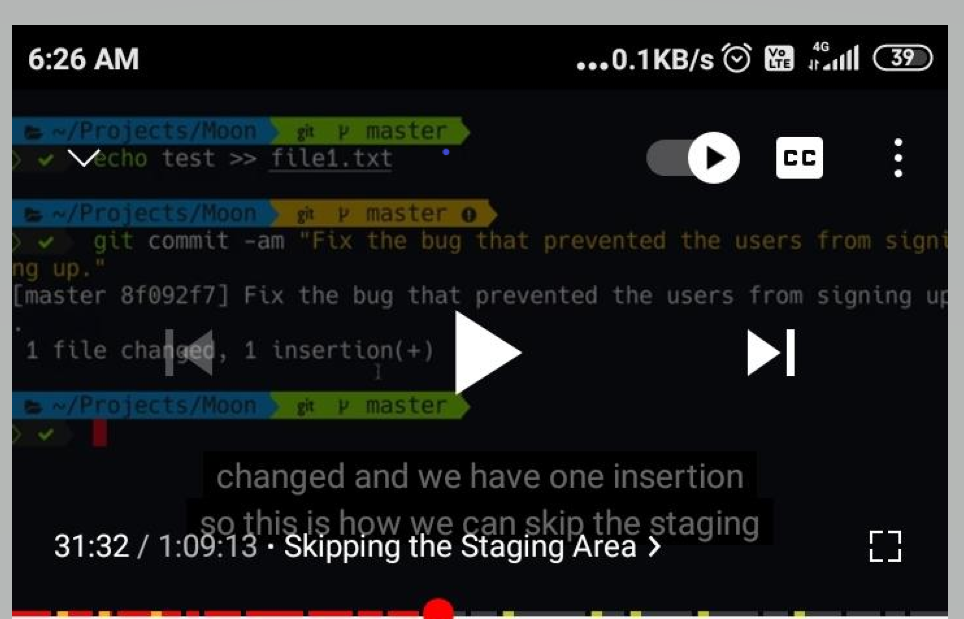 6:26 AM ...0.1KB/s Vo LTE 4G 39
~/Projects/Moon git master
echo test >> file1.txt CC
~/Projects/Moon git master
git commit -am "Fix the bug that prevented the users from signi
ng up."
[master 8f092f7] Fix the bug that prevented the users from signing up
.
1 file changed, 1 insertion(+)
~/Projects/Moon git master
changed and we have one insertion
so this is how we can skip the staging
31:32 / 1:09:13 · Skipping the Staging Area >